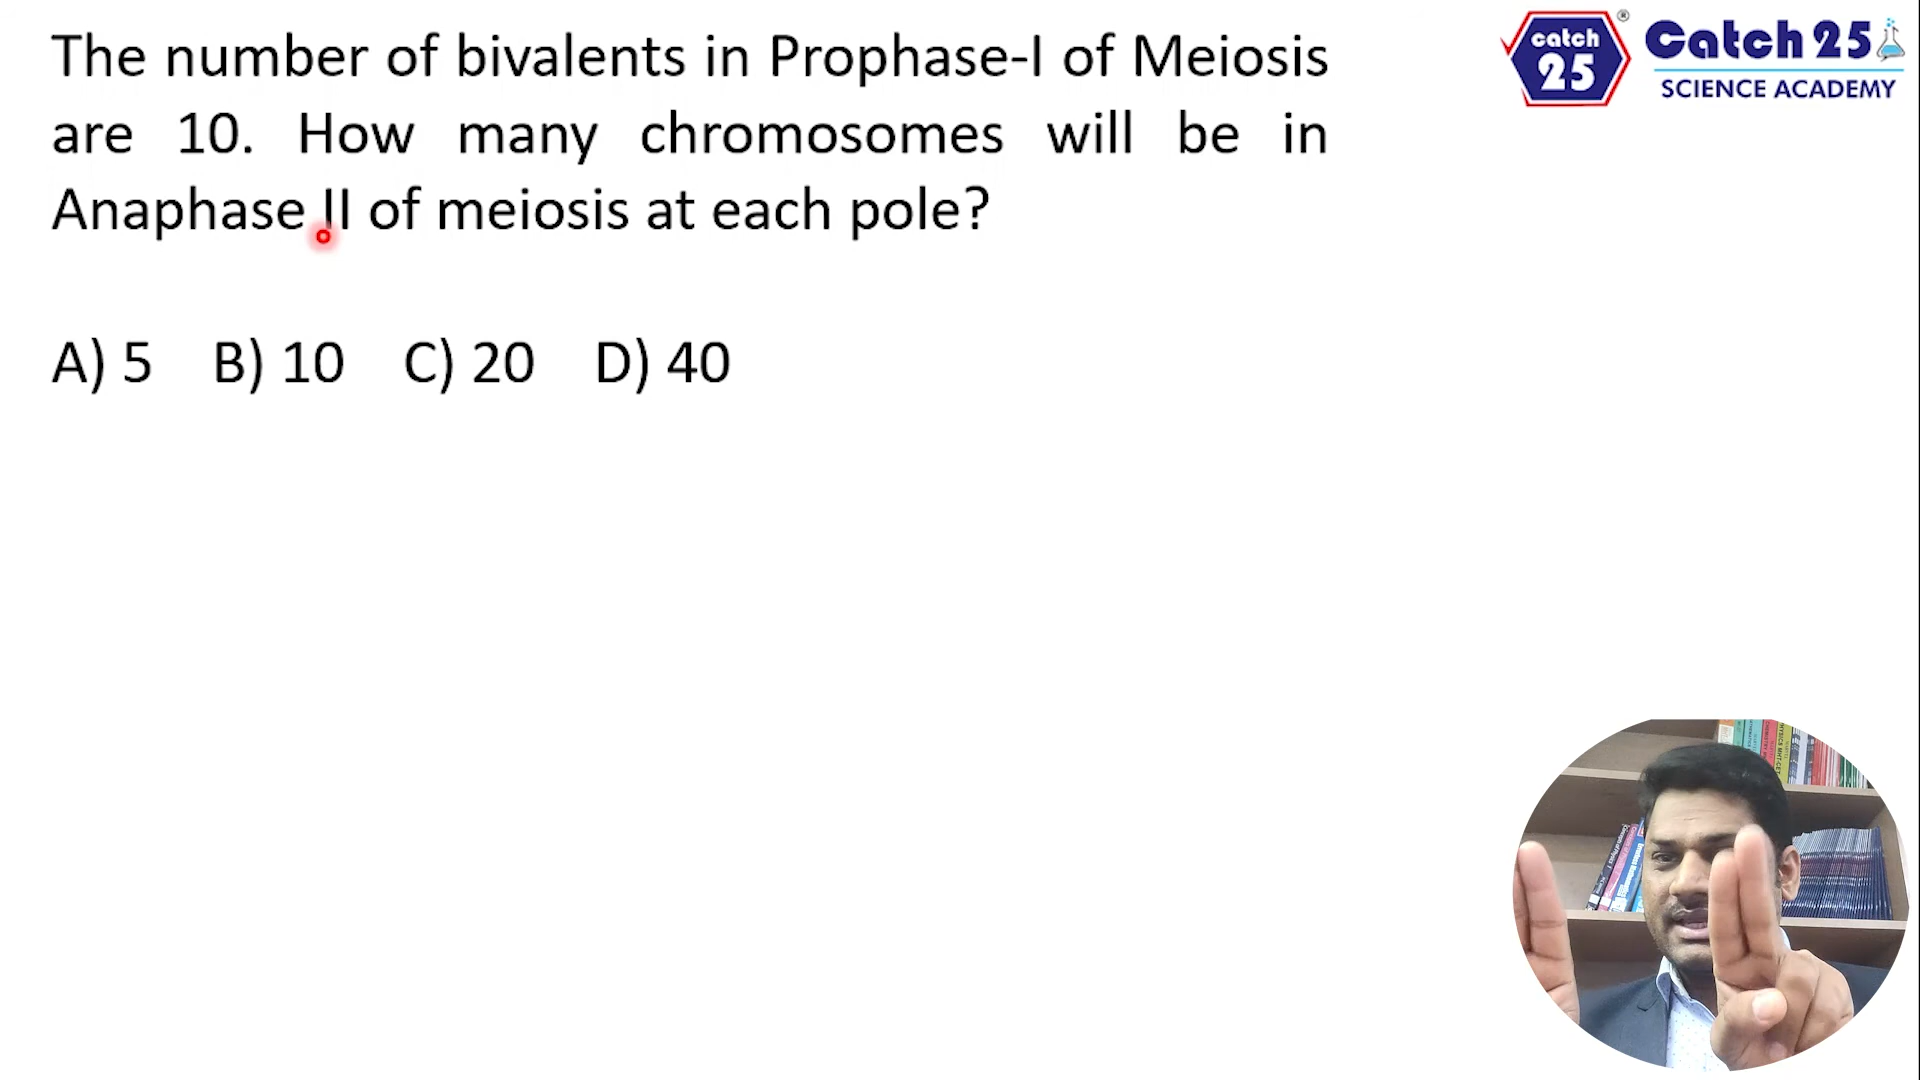 The number of bivalents in Prophase-I of Meiosis
are 10. How many chromosomes will be in
Anaphase II of meiosis at each pole?
A) 5 B) 10 C) 20 D) 40
catch
25
®
Catch 25
SCIENCE ACADEMY